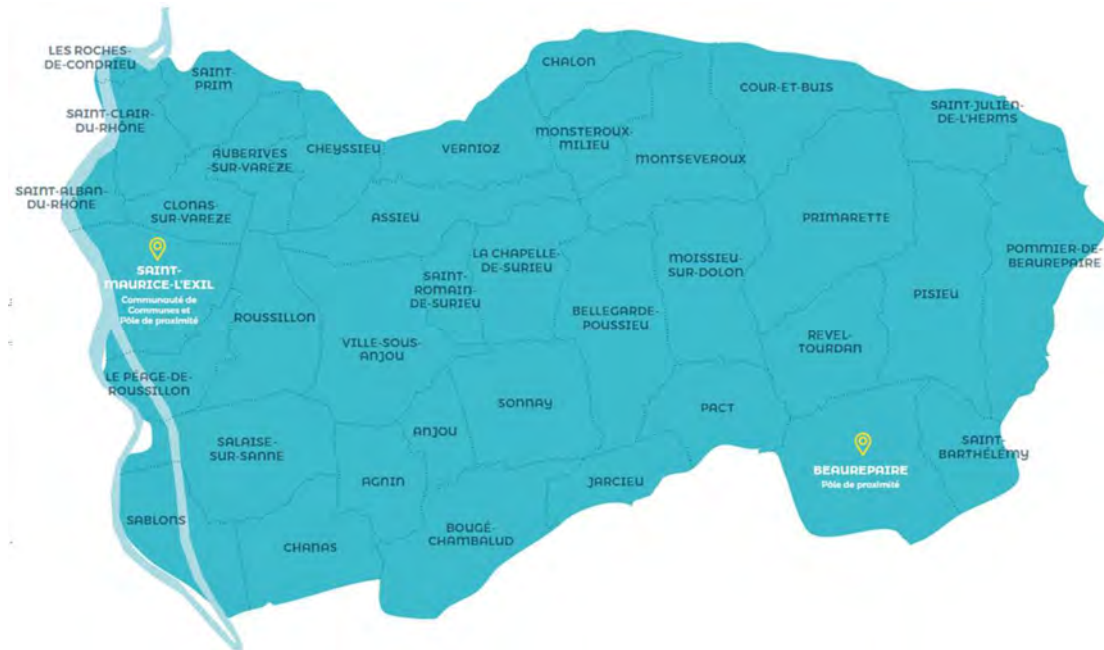 LES ROCHES-
DE-CONDRIEU
SAINT-
PRIM
CHALON
COUR-ET-BUIS
SAINT-JULIEN-
DE-L'HERMS
SAINT-CLAIR-
DU-RHÔNE
AUBERIVES
-SUR-VAREZE
CHEYSSIEU
VERNIOZ
MONSTEROUX-
MILIEU
MONTSEVEROUX
SAINT-ALBAN-
DU-RHÔNE
CLONAS-
SUR-VAREZE
ASSIEU
PRIMARETTE
LA CHAPELLE-
DE-SURIEU
MOISSIEU-
SUR-DOLON
POMMIER-DE-
BEAUREPAIRE
SAINT-
MAURICE-L'EXIL
Communauté de
Communes et
Pôle de proximité
SAINT-
ROMAIN-
DE-SURIEU
PISIEU
ROUSSILLON
BELLEGARDE-
POUSSIEU
VILLE-SOUS-
ANJOU
REVEL-
TOURDAN
LE PEAGE-DE-
ROUSSILLON
SONNAY
PACT
SALAISE-
SUR-SANNE
ANJOU
SAINT-
BARTHÉLÉMY
BEAUREPAIRE
Pôle de proximité
AGNIN
JARCIEU
SABLONS
BOUGÉ-
CHAMBALUD
CHANAS